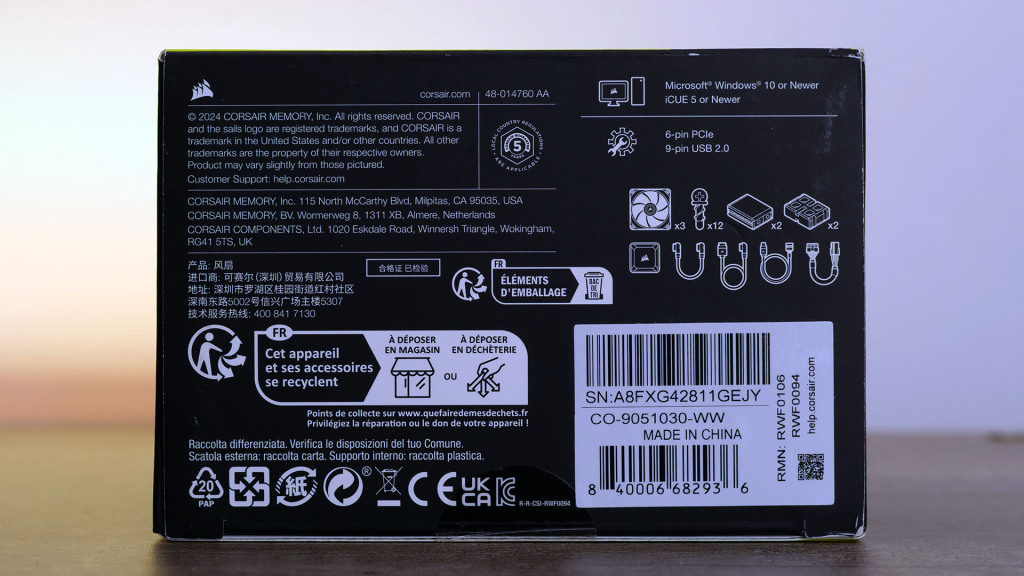 corsair.com | 48-014760 AA
© 2024 CORSAIR MEMORY, Inc. All rights reserved. CORSAIR
and the sails logo are registered trademarks, and CORSAIR is a
trademark in the United States and/or other countries. All other
trademarks are the property of their respective owners.
Product may vary slightly from those pictured.
Customer Support: help.corsair.com
LOCAL COUNTRY REGULATIONS
5
YEARS
ARE APPLICABLE
CORSAIR MEMORY, Inc. 115 North McCarthy Blvd, Milpitas, CA 95035, USA
CORSAIR MEMORY, BV. Wormerweg 8, 1311 XB, Almere, Netherlands
CORSAIR COMPONENTS, Ltd. 1020 Eskdale Road, Winnersh Triangle, Wokingham,
RG41 5TS, UK
产品: 风扇
进口商: 可赛尔(深圳)贸易有限公司
地址: 深圳市罗湖区桂园街道红村社区
深南东路5002号信兴广场主楼5307
技术服务热线: 400 841 7130
合格证 已检验
FR
ÉLÉMENTS
D'EMBALLAGE
BAC
DE
TRI
FR
Cet appareil
et ses accessoires
se recyclent
À DÉPOSER
EN MAGASIN
OU
À DÉPOSER
EN DÉCHÈTERIE
Points de collecte sur www.quefairedemesdechets.fr
Privilégiez la réparation ou le don de votre appareil !
Raccolta differenziata. Verifica le disposizioni del tuo Comune.
Scatola esterna: raccolta carta. Supporto interno: raccolta plastica.
20
PAP
紙
®
CE
UK
CA
R-R-CSI-RWF0094
Microsoft® Windows® 10 or Newer
iCUE 5 or Newer
6-pin PCIe
9-pin USB 2.0
x3 x12 x2 x2
SN:A8FXG42811GEJY
CO-9051030-WW
MADE IN CHINA
8 40006 68293 6
RMN: RWF0106
RWF0094
help.corsair.com